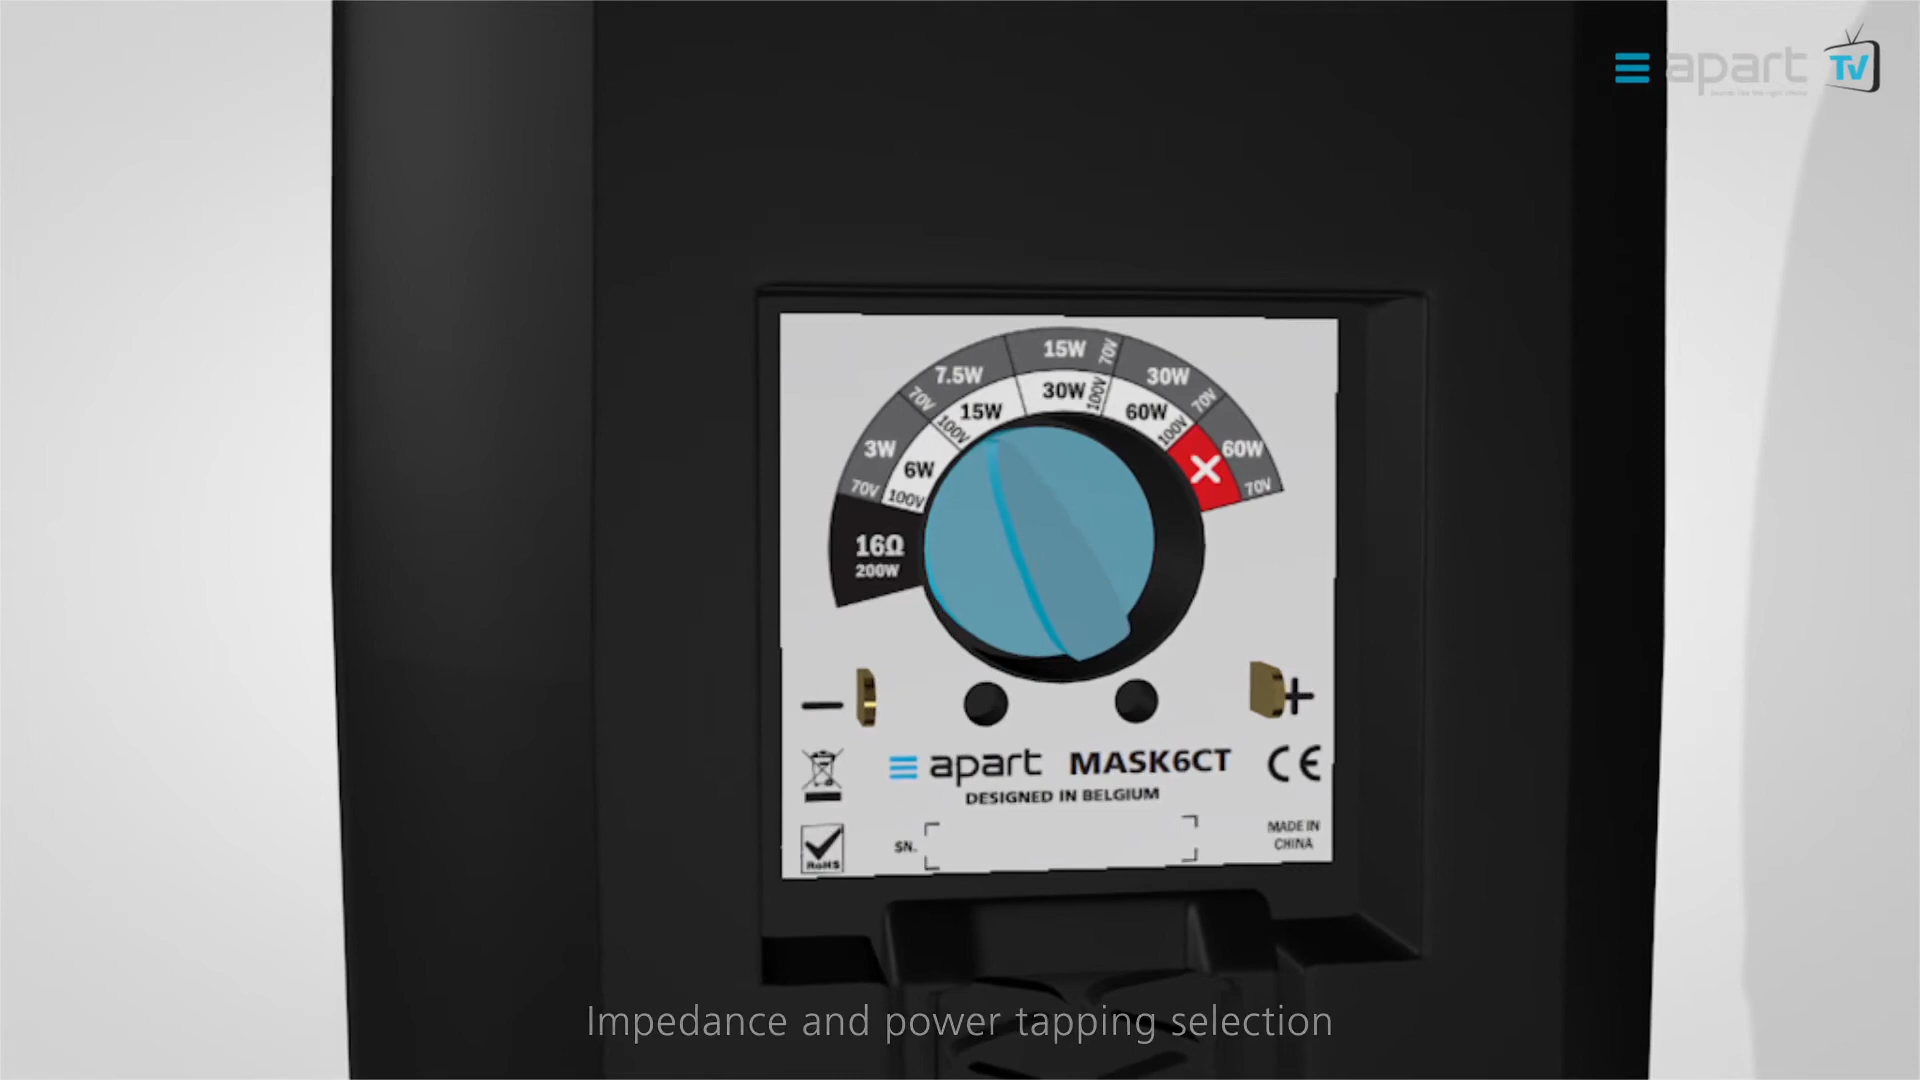 apart TV
15W 70V
7.5W 70V
30W 70V
30W 100V
15W 100V
60W 100V
3W 70V
60W 70V
6W 100V
16Ω
200W
− +
apart MASK6CT CE
DESIGNED IN BELGIUM
SN.
MADE IN
CHINA
RoHS
Impedance and power tapping selection